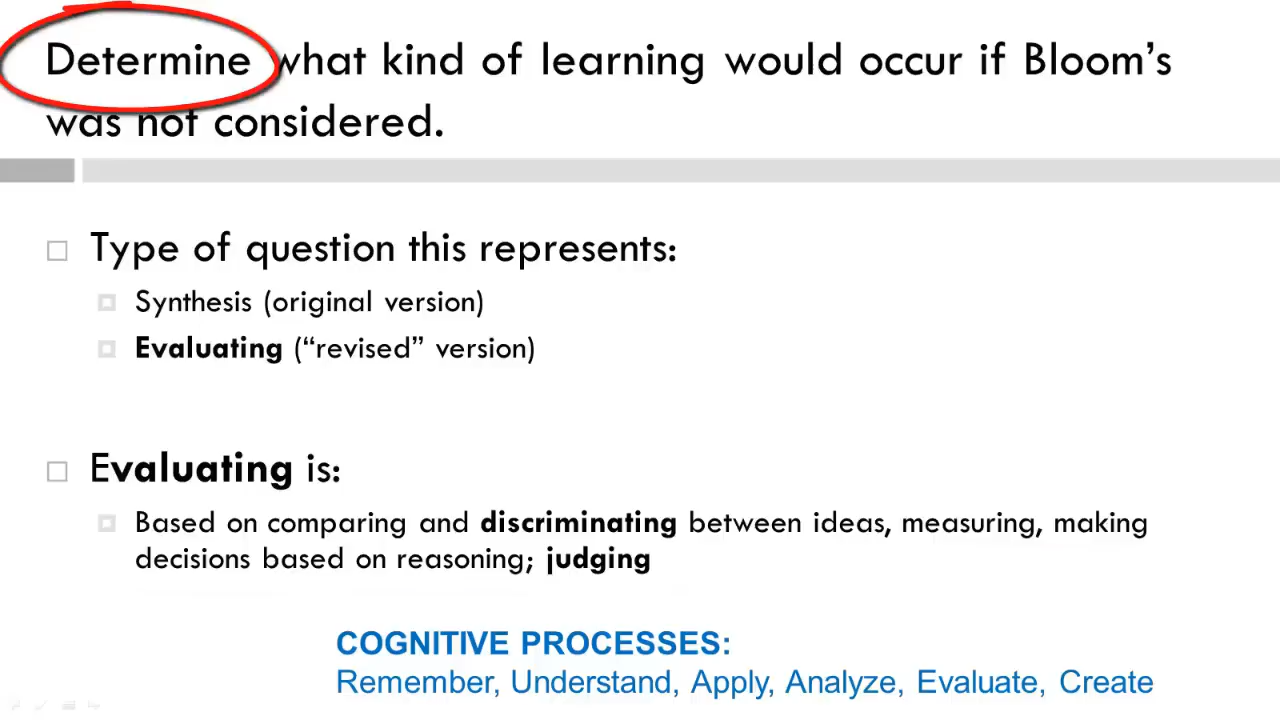 Determine what kind of learning would occur if Bloom’s
was not considered.
Type of question this represents:
Synthesis (original version)
Evaluating (“revised” version)
Evaluating is:
Based on comparing and discriminating between ideas, measuring, making
decisions based on reasoning; judging
COGNITIVE PROCESSES:
Remember, Understand, Apply, Analyze, Evaluate, Create